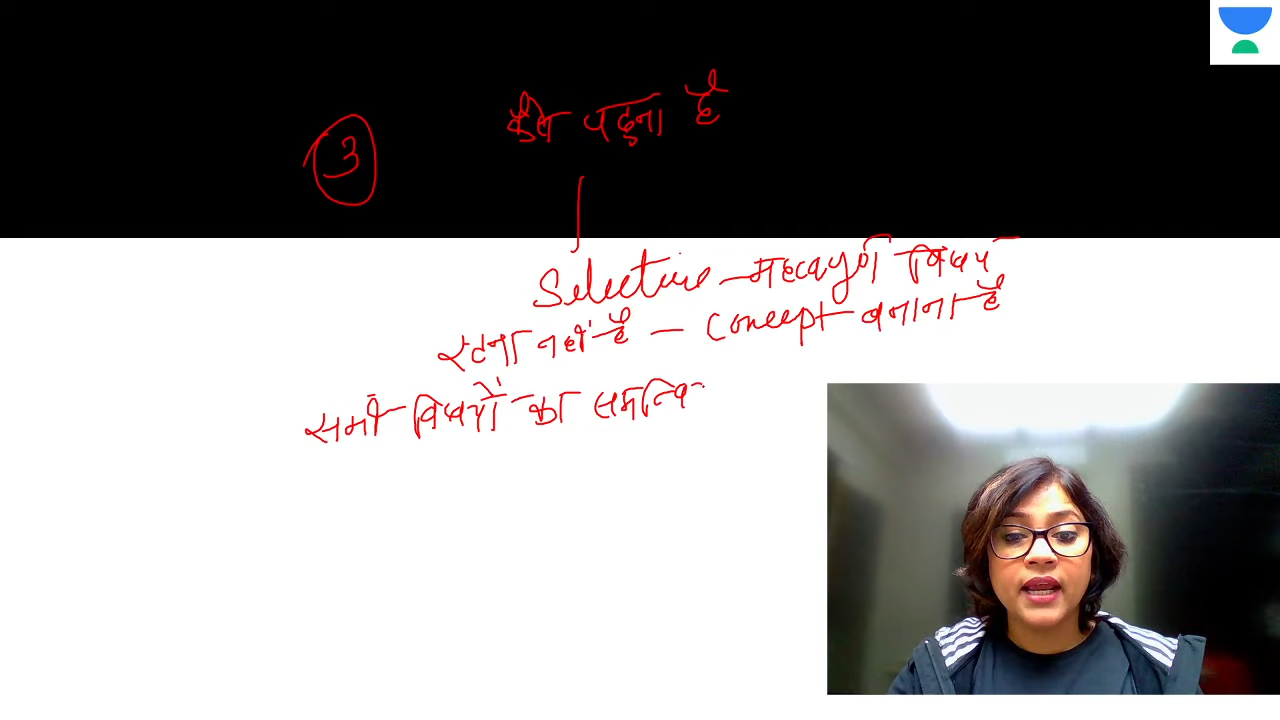 3
कैसे पढ़ना है
Selective - महत्वपूर्ण विषय
रटना नहीं है - Concept बनाना है
सभी विषयों का समन्वि